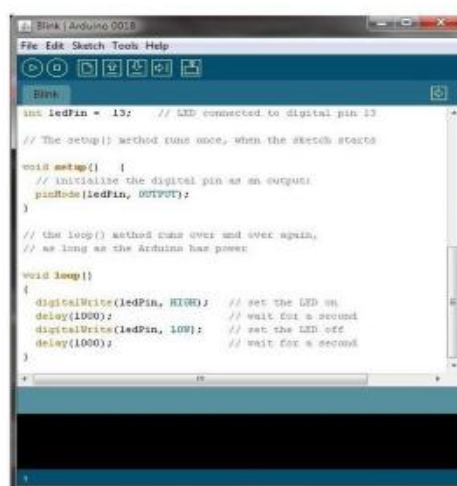 Blink | Arduino 0018
File Edit Sketch Tools Help
Blink
int ledPin = 13; // LED connected to digital pin 13
// The setup() method runs once, when the sketch starts
void setup() {
// initialize the digital pin as an output:
pinMode(ledPin, OUTPUT);
}
// the loop() method runs over and over again,
// as long as the Arduino has power
void loop()
{
digitalWrite(ledPin, HIGH); // set the LED on
delay(1000); // wait for a second
digitalWrite(ledPin, LOW); // set the LED off
delay(1000); // wait for a second
}
1